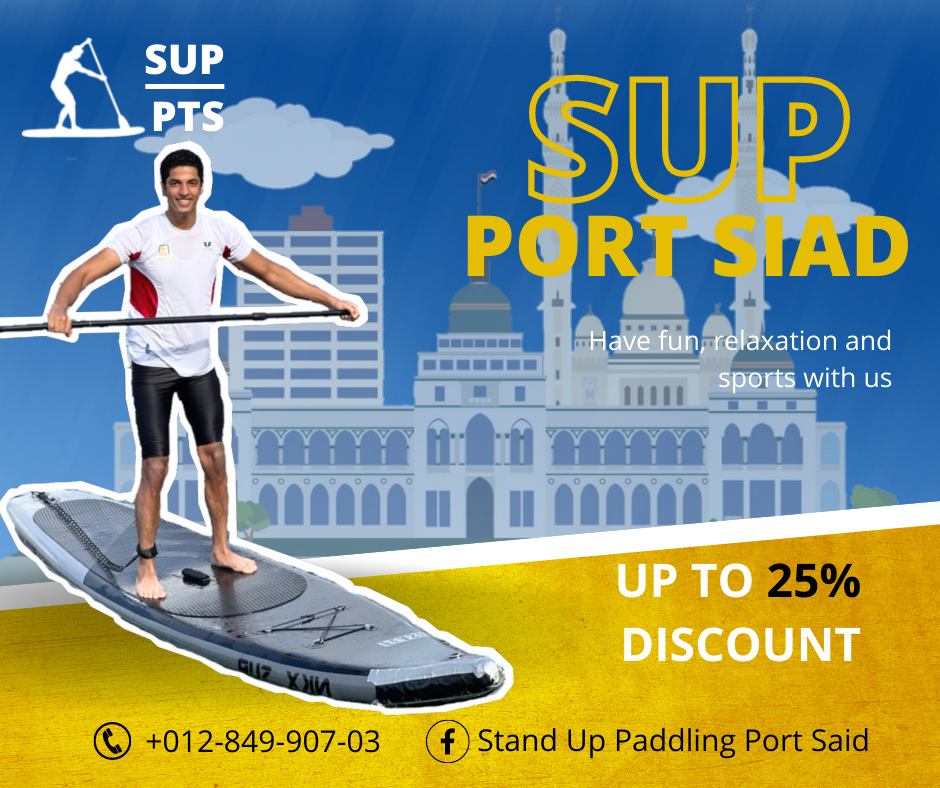 SUP
PTS
SUP
PORT SIAD
Have fun, relaxation and
sports with us
UP TO 25%
DISCOUNT
+012-849-907-03
Stand Up Paddling Port Said